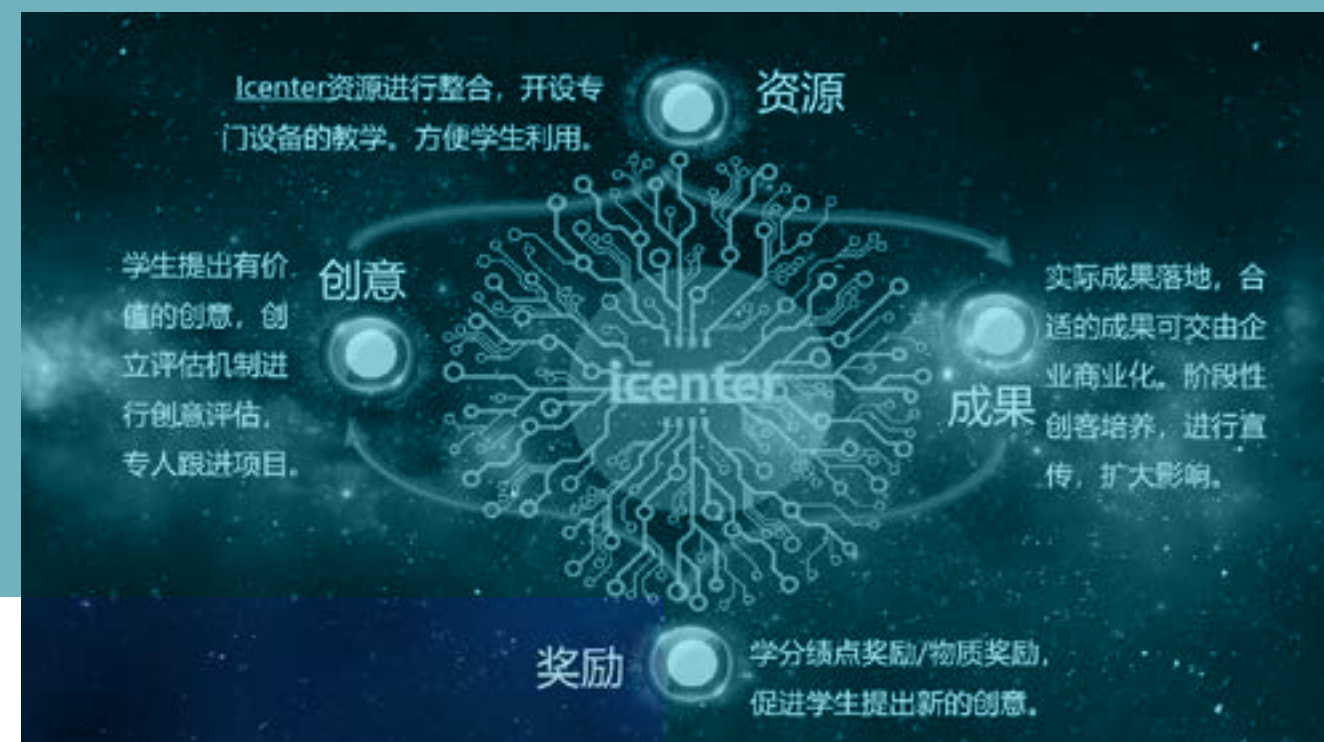 Icenter资源进行整合，开设专
门设备的教学。方便学生利用。
资源
学生提出有价
值的创意，创
立评估机制进
行创意评估，
专人跟进项目。
创意
icenter
实际成果落地，合
适的成果可交由企
业商业化。阶段性
创客培养，进行宣
传，扩大影响。
成果
奖励
学分绩点奖励/物质奖励，
促进学生提出新的创意。